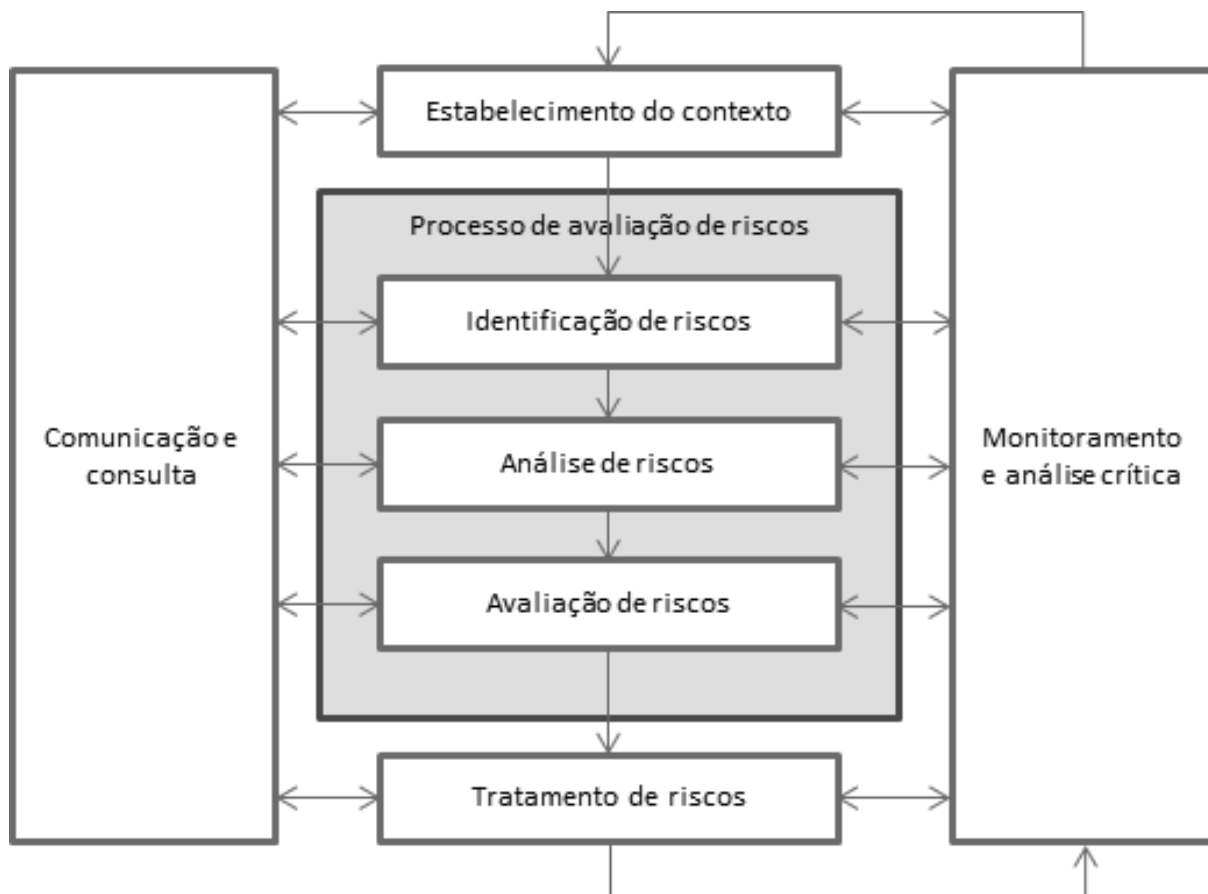 Estabelecimento do contexto
Processo de avaliação de riscos
Identificação de riscos
Comunicação e
consulta
Análise de riscos
Monitoramento
e análise crítica
Avaliação de riscos
Tratamento de riscos